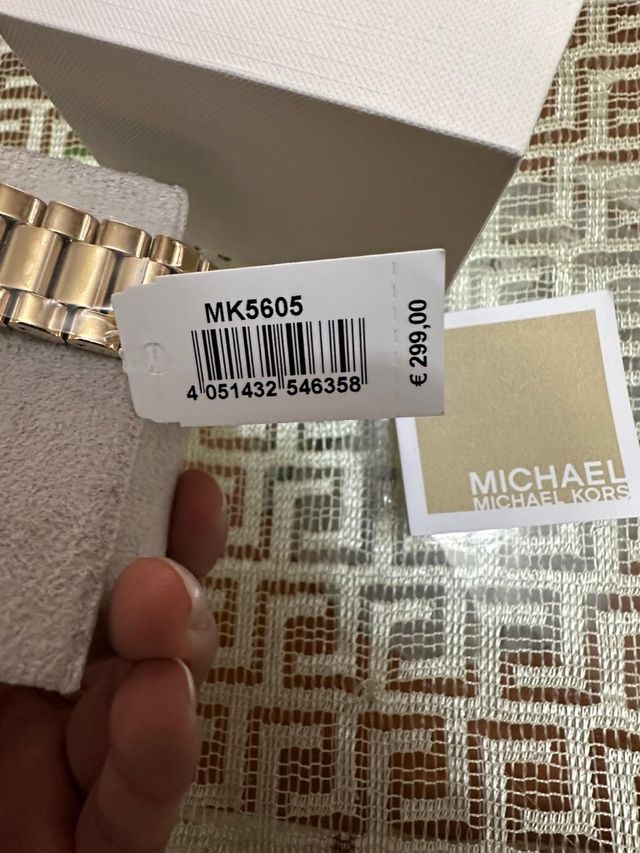 MK5605
4 051432 546358
€ 299,00
MICHAEL
MICHAEL KORS